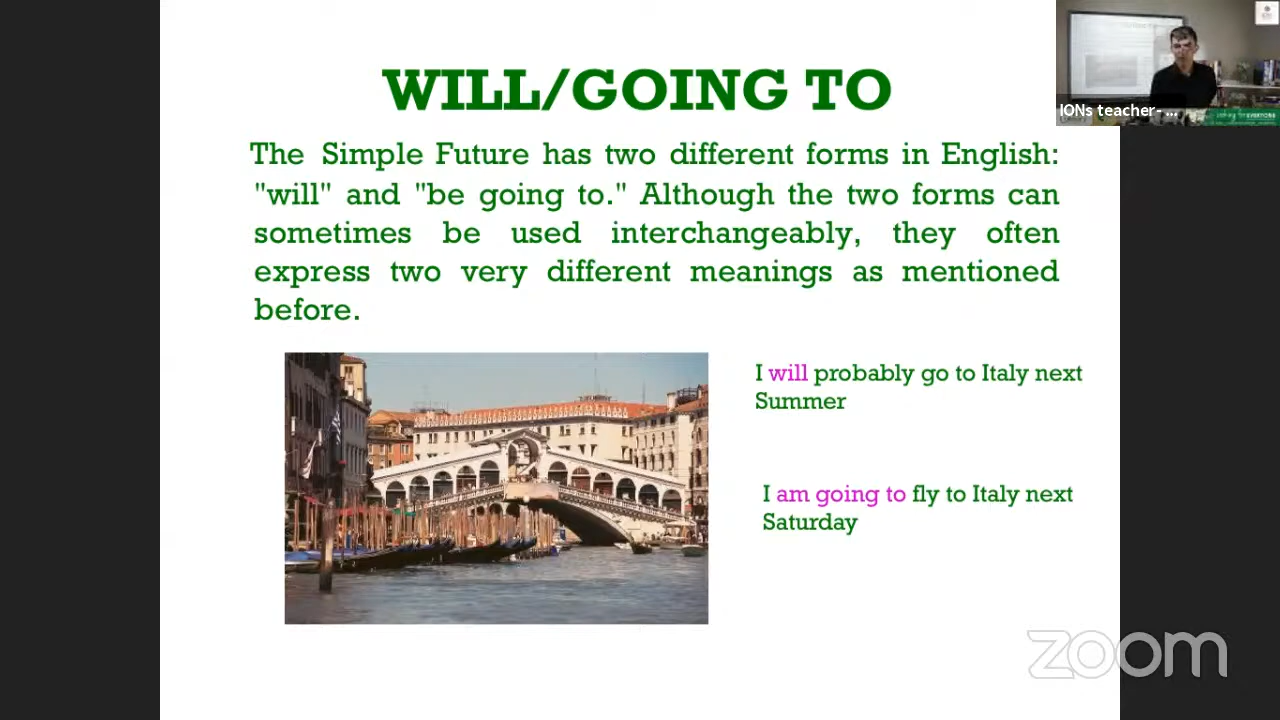 WILL/GOING TO
IONs teacher- ...
The Simple Future has two different forms in English:
"will" and "be going to." Although the two forms can
sometimes be used interchangeably, they often
express two very different meanings as mentioned
before.
I will probably go to Italy next
Summer
I am going to fly to Italy next
Saturday
zoom